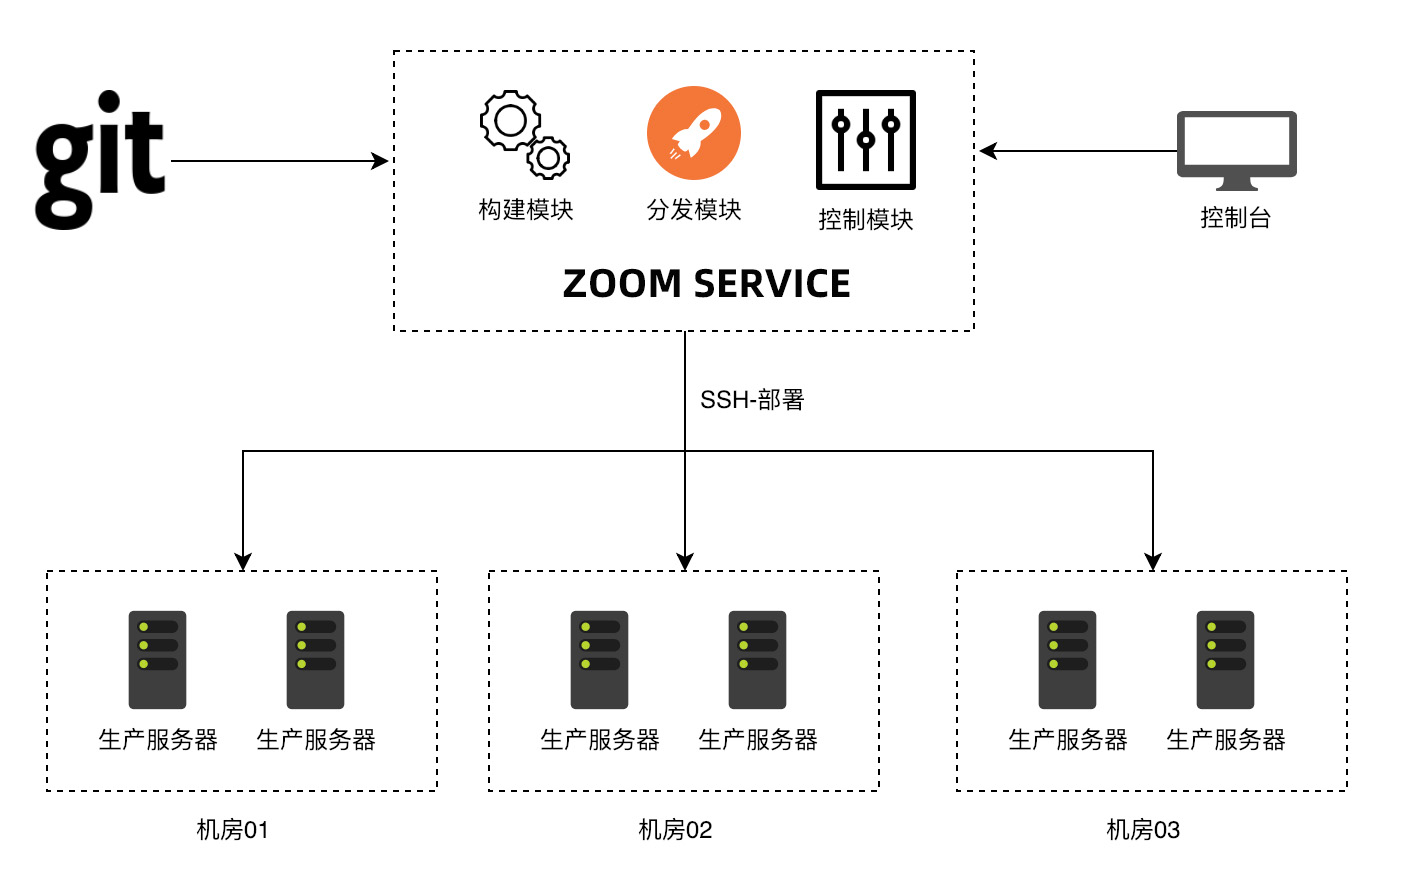 git
构建模块
分发模块
控制模块
控制台
ZOOM SERVICE
SSH-部署
生产服务器
生产服务器
生产服务器
生产服务器
生产服务器
生产服务器
机房01
机房02
机房03